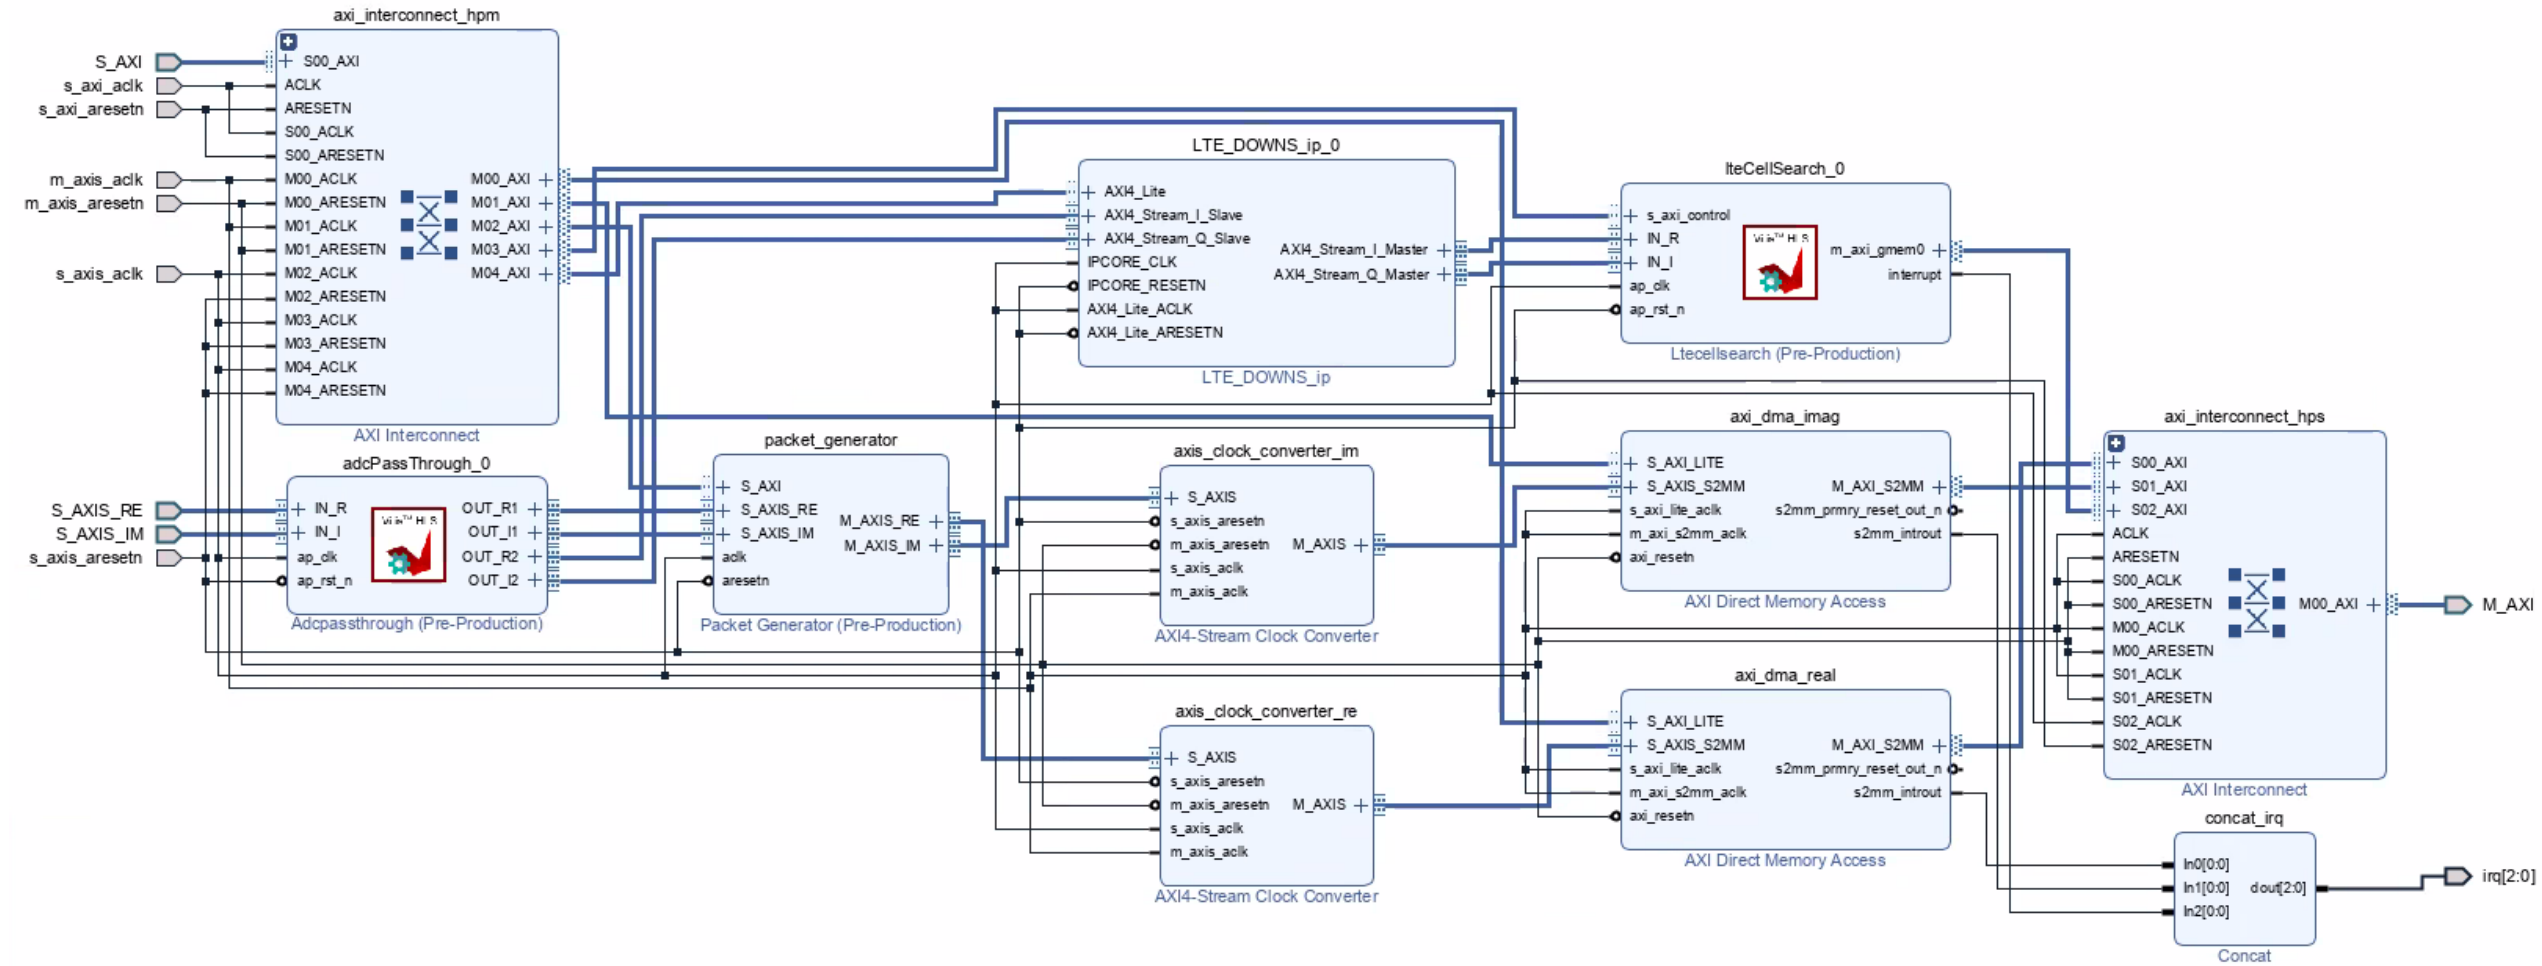 axi_interconnect_hpm
S_AXI
s_axi_aclk
s_axi_aresetn
m_axis_aclk
m_axis_aresetn
s_axis_aclk
S00_AXI
ACLK
ARESETN
S00_ACLK
S00_ARESETN
M00_ACLK
M00_ARESETN
M01_ACLK
M01_ARESETN
M02_ACLK
M02_ARESETN
M03_ACLK
M03_ARESETN
M04_ACLK
M04_ARESETN
M00_AXI
M01_AXI
M02_AXI
M03_AXI
M04_AXI
AXI Interconnect
adcPassThrough_0
S_AXIS_RE
S_AXIS_IM
s_axis_aresetn
IN_R
IN_I
ap_clk
ap_rst_n
OUT_R1
OUT_I1
OUT_R2
OUT_I2
Adcpassthrough (Pre-Production)
packet_generator
S_AXI
S_AXIS_RE
S_AXIS_IM
aclk
aresetn
M_AXIS_RE
M_AXIS_IM
Packet Generator (Pre-Production)
LTE_DOWNS_ip_0
AXI4_Lite
AXI4_Stream_I_Slave
AXI4_Stream_Q_Slave
IPCORE_CLK
IPCORE_RESETN
AXI4_Lite_ACLK
AXI4_Lite_ARESETN
AXI4_Stream_I_Master
AXI4_Stream_Q_Master
LTE_DOWNS_ip
axis_clock_converter_im
S_AXIS
s_axis_aresetn
m_axis_aresetn
s_axis_aclk
m_axis_aclk
M_AXIS
AXI4-Stream Clock Converter
axis_clock_converter_re
S_AXIS
s_axis_aresetn
m_axis_aresetn
s_axis_aclk
m_axis_aclk
M_AXIS
AXI4-Stream Clock Converter
lteCellSearch_0
s_axi_control
IN_R
IN_I
ap_clk
ap_rst_n
m_axi_gmem0
interrupt
Ltecellsearch (Pre-Production)
axi_dma_imag
S_AXI_LITE
S_AXIS_S2MM
s_axi_lite_aclk
m_axi_s2mm_aclk
axi_resetn
M_AXI_S2MM
s2mm_prmry_reset_out_n
s2mm_introut
AXI Direct Memory Access
axi_dma_real
S_AXI_LITE
S_AXIS_S2MM
s_axi_lite_aclk
m_axi_s2mm_aclk
axi_resetn
M_AXI_S2MM
s2mm_prmry_reset_out_n
s2mm_introut
AXI Direct Memory Access
axi_interconnect_hps
S00_AXI
S01_AXI
S02_AXI
ACLK
ARESETN
S00_ACLK
S00_ARESETN
M00_ACLK
M00_ARESETN
S01_ACLK
S01_ARESETN
S02_ACLK
S02_ARESETN
M00_AXI
M_AXI
AXI Interconnect
concat_irq
In0[0:0]
In1[0:0]
In2[0:0]
dout[2:0]
irq[2:0]
Concat